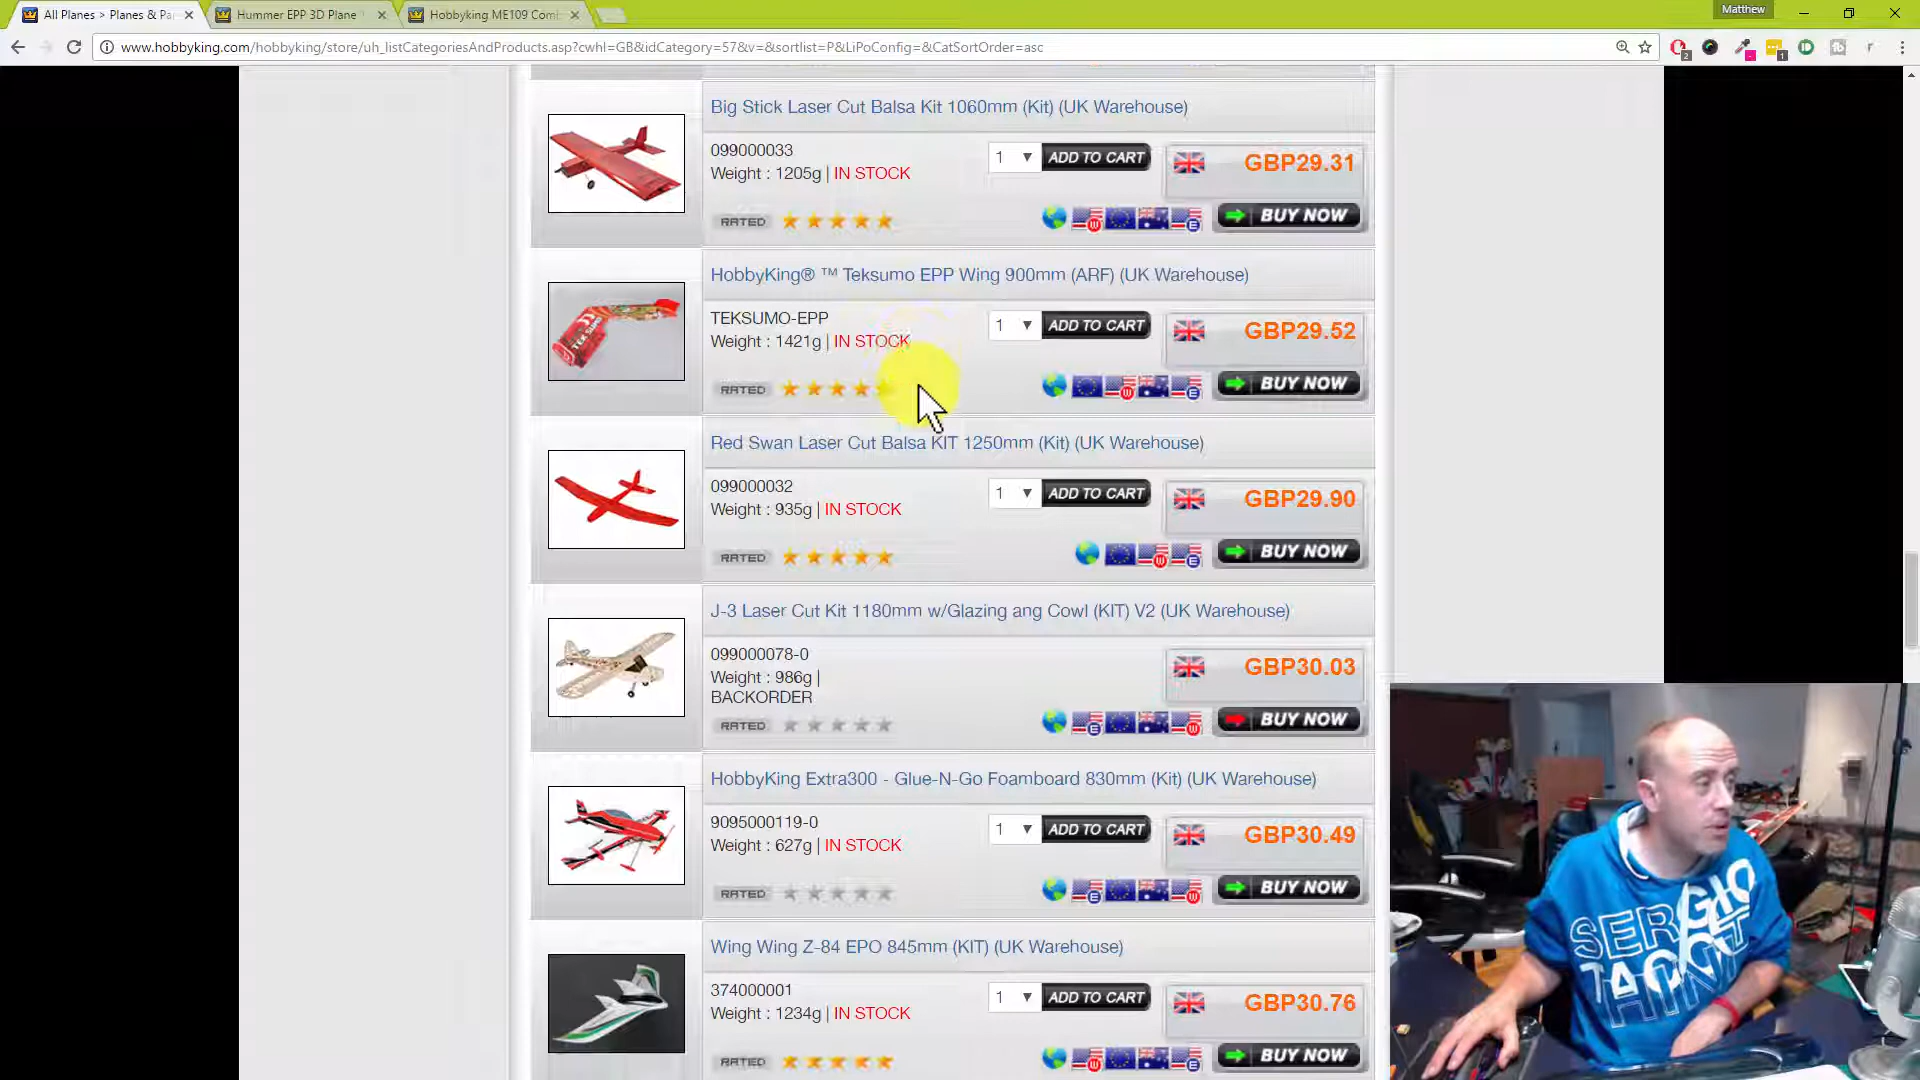 All Planes > Planes & Pa
Hummer EPP 3D Plane
Hobbyking ME109 Com
Matthew
www.hobbyking.com/hobbyking/store/uh_listCategoriesAndProducts.asp?cwhl=GB&idCategory=57&v=&sortlist=P&LiPoConfig=&CatSortOrder=asc
Big Stick Laser Cut Balsa Kit 1060mm (Kit) (UK Warehouse)
099000033
Weight : 1205g | IN STOCK
1 ADD TO CART
GBP29.31
RATED
BUY NOW
HobbyKing® ™ Teksumo EPP Wing 900mm (ARF) (UK Warehouse)
TEKSUMO-EPP
Weight : 1421g | IN STOCK
1 ADD TO CART
GBP29.52
RATED
BUY NOW
Red Swan Laser Cut Balsa KIT 1250mm (Kit) (UK Warehouse)
099000032
Weight : 935g | IN STOCK
1 ADD TO CART
GBP29.90
RATED
BUY NOW
J-3 Laser Cut Kit 1180mm w/Glazing ang Cowl (KIT) V2 (UK Warehouse)
099000078-0
Weight : 986g |
BACKORDER
GBP30.03
RATED
BUY NOW
HobbyKing Extra300 - Glue-N-Go Foamboard 830mm (Kit) (UK Warehouse)
9095000119-0
Weight : 627g | IN STOCK
1 ADD TO CART
GBP30.49
RATED
BUY NOW
Wing Wing Z-84 EPO 845mm (KIT) (UK Warehouse)
374000001
Weight : 1234g | IN STOCK
1 ADD TO CART
GBP30.76
RATED
BUY NOW
SERGIO
TACC